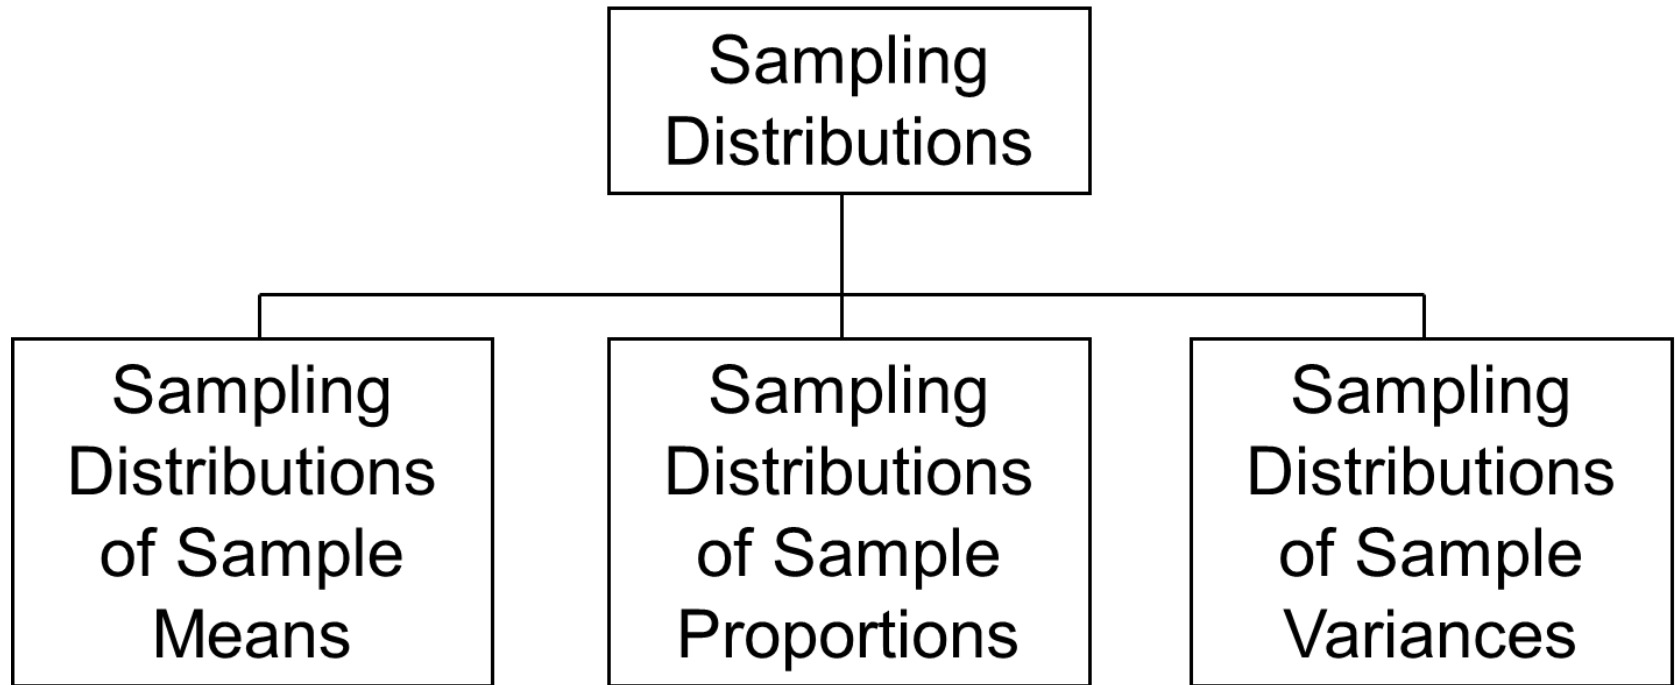 Sampling
Distributions
Sampling
Distributions
of Sample
Means
Sampling
Distributions
of Sample
Proportions
Sampling
Distributions
of Sample
Variances